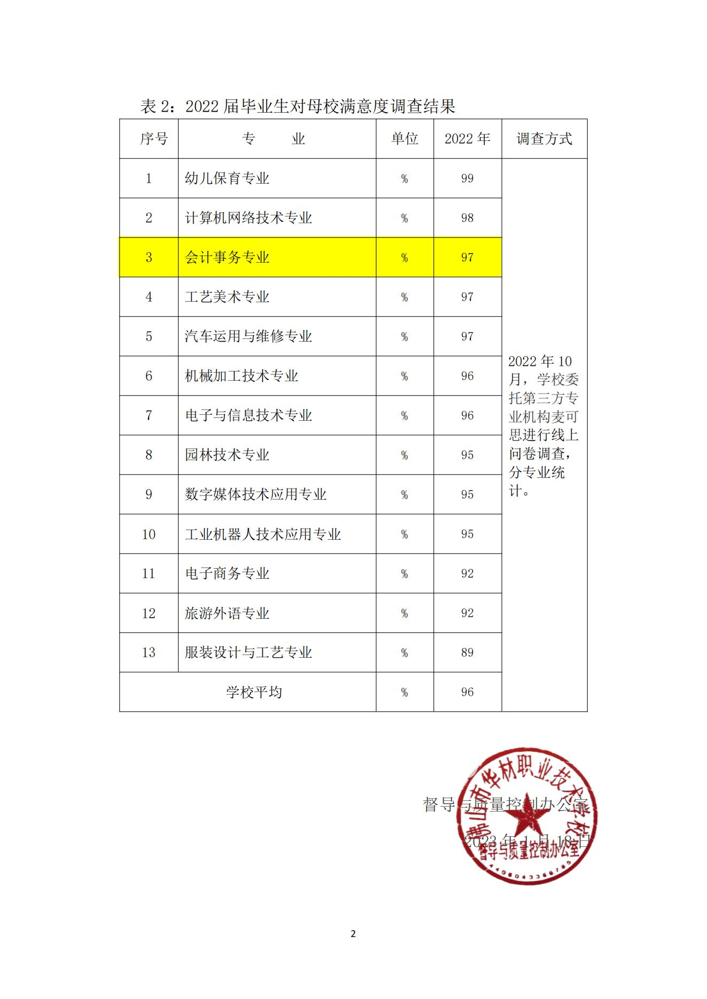 表 2：2022 届毕业生对母校满意度调查结果
序号 专 业 单位 2022 年 调查方式
1 幼儿保育专业 % 99
2 计算机网络技术专业 % 98
3 会计事务专业 % 97
4 工艺美术专业 % 97
5 汽车运用与维修专业 % 97
6 机械加工技术专业 % 96
7 电子与信息技术专业 % 96
8 园林技术专业 % 95
9 数字媒体技术应用专业 % 95
10 工业机器人技术应用专业 % 95
11 电子商务专业 % 92
12 旅游外语专业 % 92
13 服装设计与工艺专业 % 89
学校平均 % 96
2022 年 10
月，学校委
托第三方专
业机构麦可
思进行线上
问卷调查，
分专业统
计。
督导与质量控制办公室
2023 年 1 月 18 日
佛山市华材职业技术学校
督导与质量控制办公室
4406043366785
2